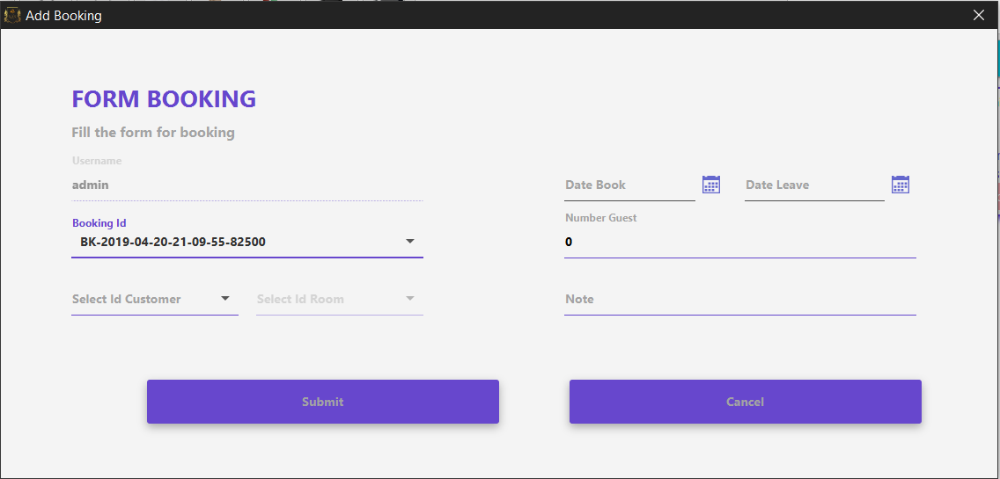 Add Booking
FORM BOOKING
Fill the form for booking
Username
admin
Booking Id
BK-2019-04-20-21-09-55-82500
Select Id Customer
Select Id Room
Date Book
Date Leave
Number Guest
0
Note
Submit
Cancel